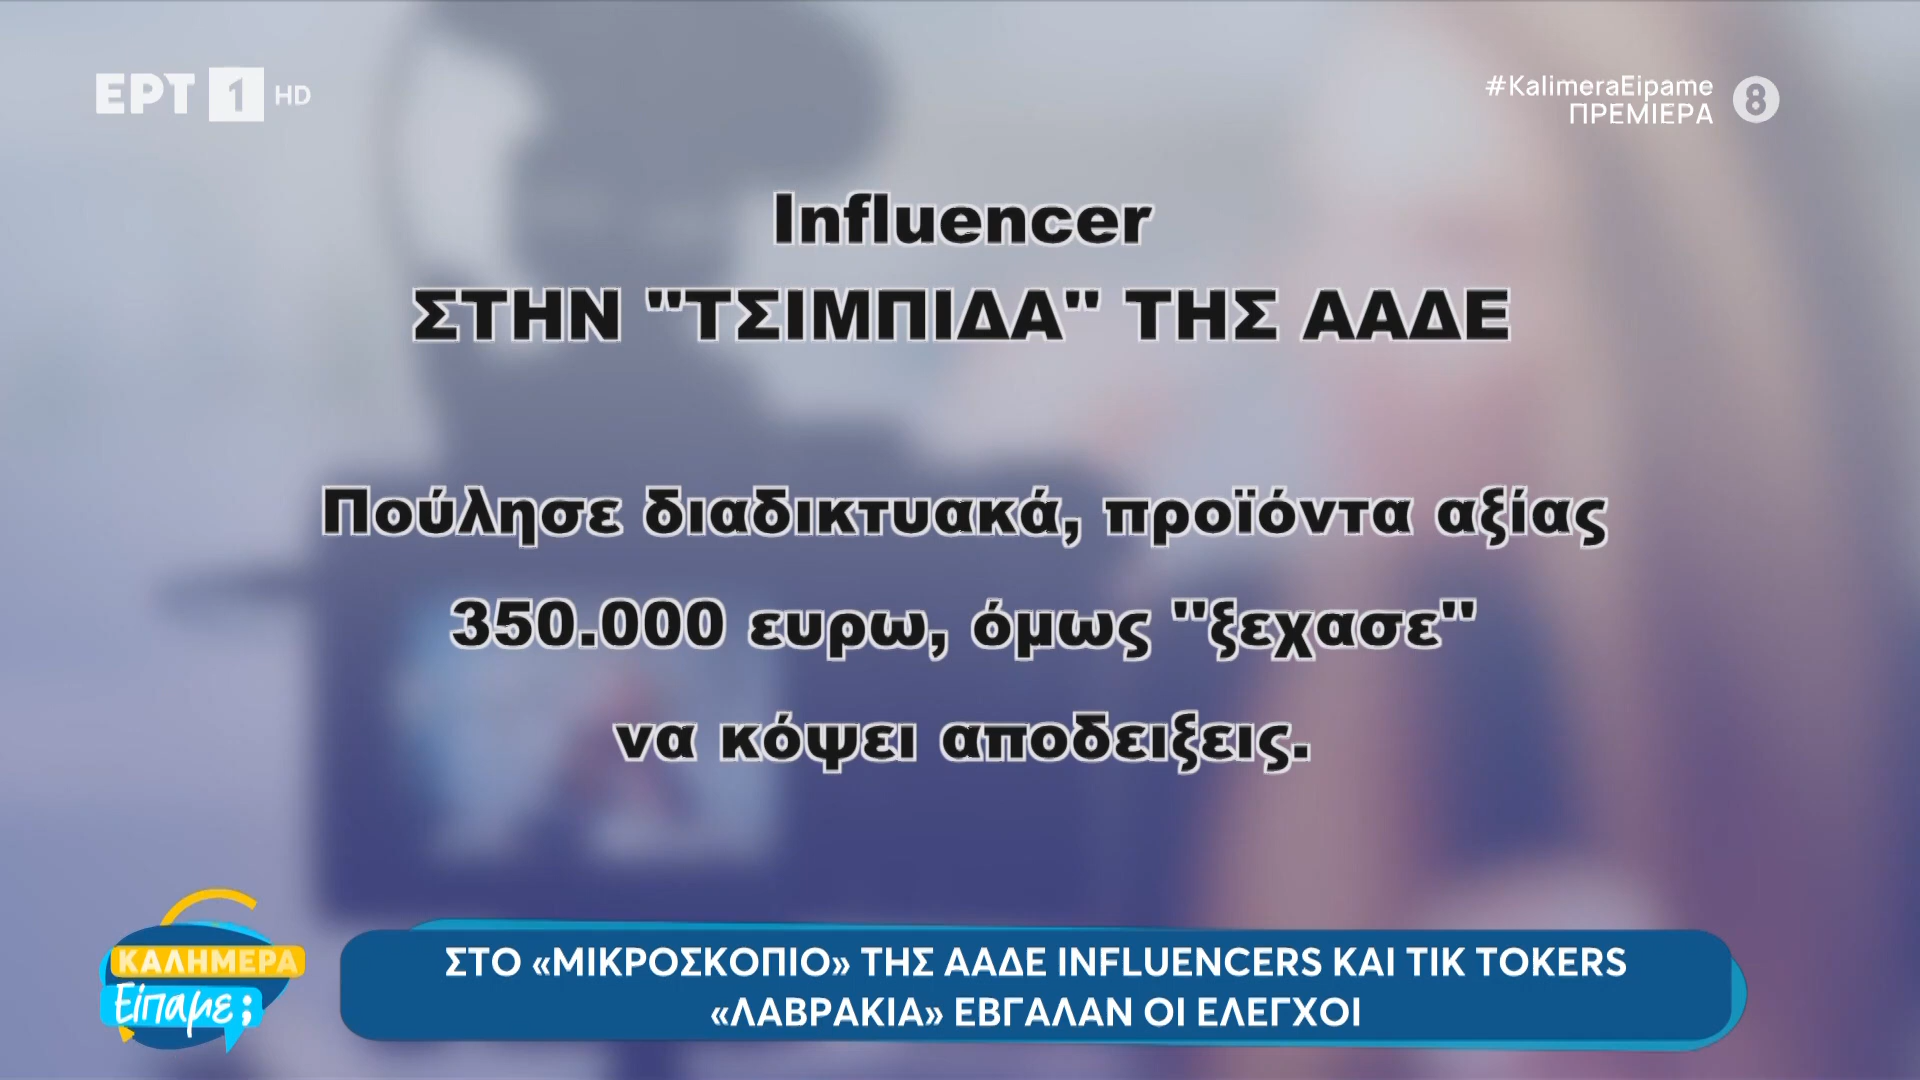 ΕΡΤ 1 HD
#KalimeraEipame
ΠΡΕΜΙΕΡΑ
8
Influencer
ΣΤΗΝ "ΤΣΙΜΠΙΔΑ" ΤΗΣ ΑΑΔΕ
Πούλησε διαδικτυακά, προϊόντα αξίας
350.000 ευρω, όμως "ξεχασε"
να κόψει αποδειξεις.
ΚΑΛΗΜΕΡΑ
Είπαμε;
ΣΤΟ «ΜΙΚΡΟΣΚΟΠΙΟ» ΤΗΣ ΑΑΔΕ INFLUENCERS ΚΑΙ TIK TOKERS
«ΛΑΒΡΑΚΙΑ» ΕΒΓΑΛΑΝ ΟΙ ΕΛΕΓΧΟΙ